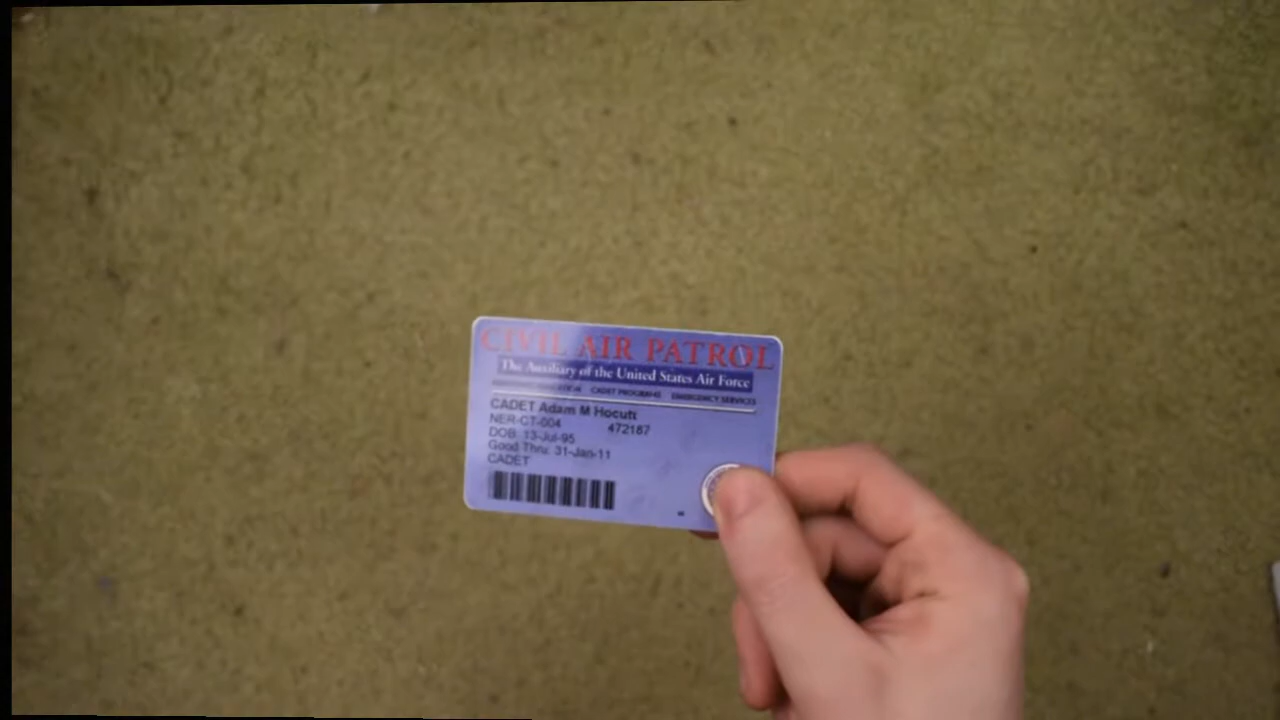 CIVIL AIR PATROL
The Auxiliary of the United States Air Force
CADET PROGRAMS EMERGENCY SERVICES
CADET Adam M Hocutt
NER-CT-004 472187
DOB: 13-Jul-95
Good Thru: 31-Jan-11
CADET